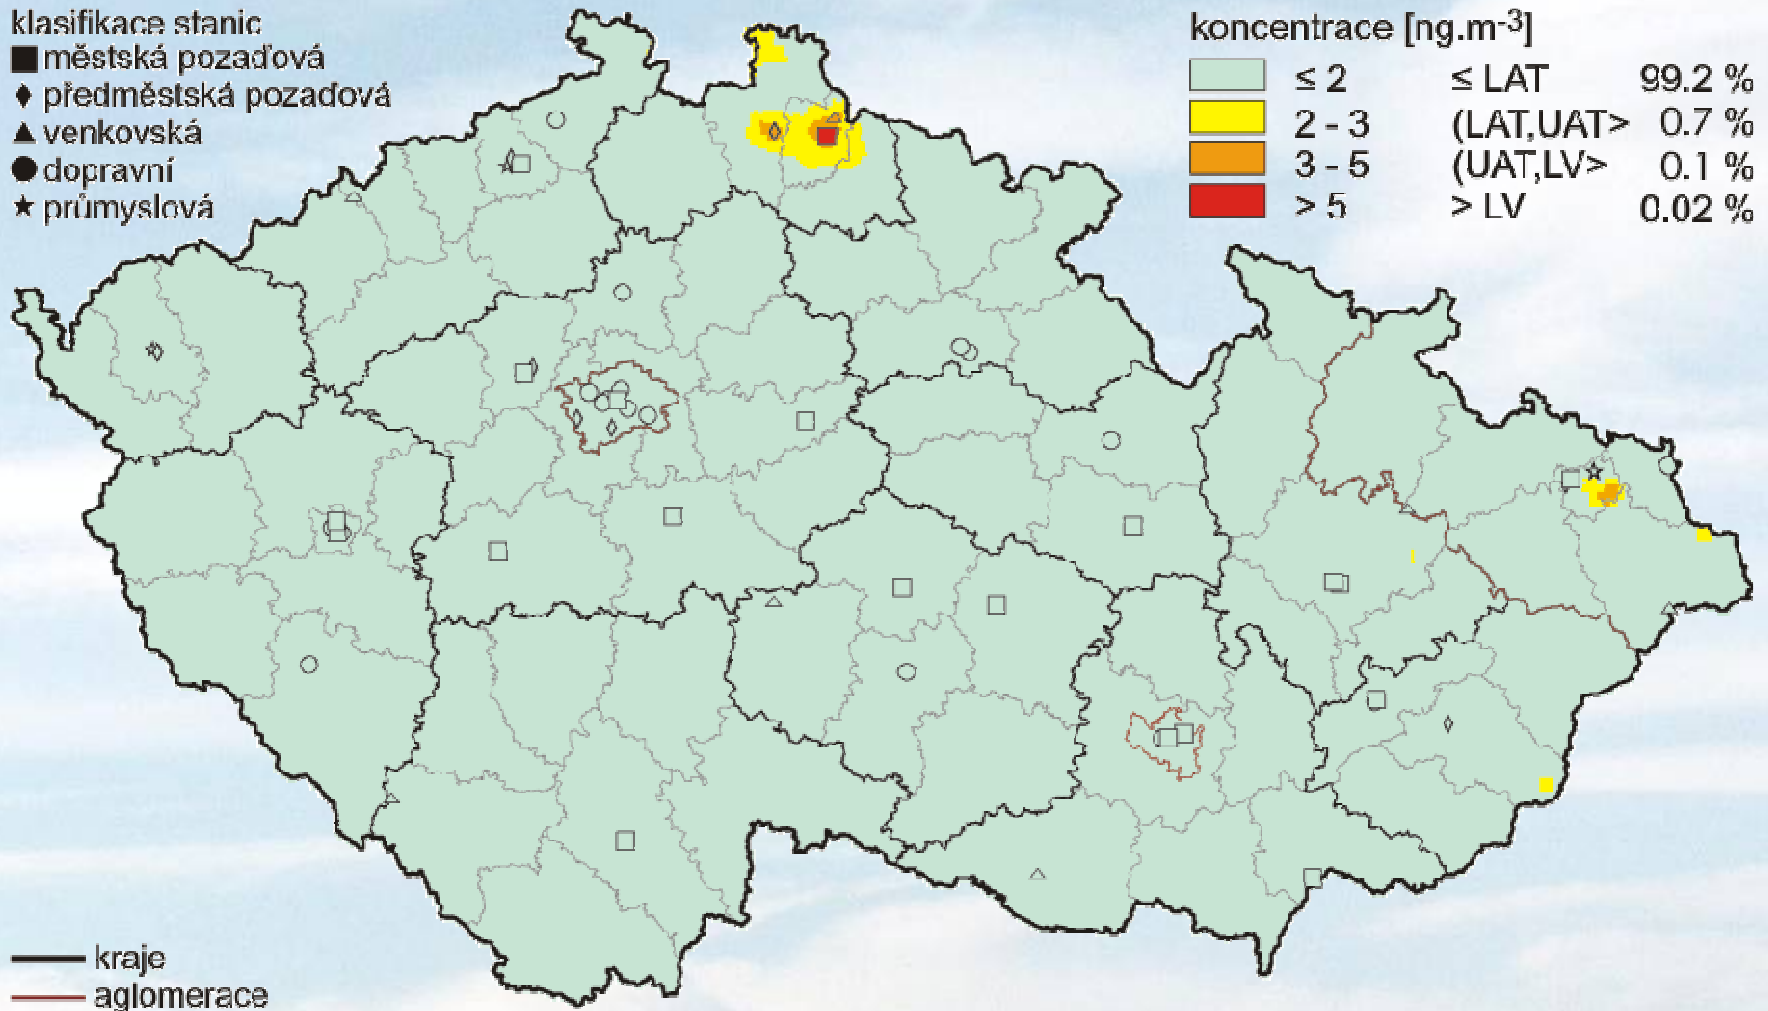 klasifikace stanic
městská pozaďová
předměstská pozaďová
venkovská
dopravní
průmyslová
koncentrace [ng.m-3]
≤ 2 ≤ LAT 99.2 %
2 - 3 (LAT,UAT> 0.7 %
3 - 5 (UAT,LV> 0.1 %
> 5 > LV 0.02 %
kraje
aglomerace